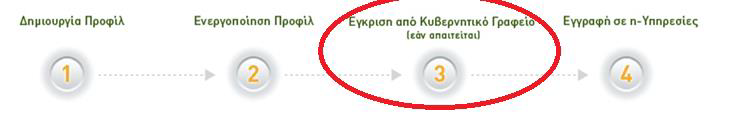 Δημιουργία Προφίλ
Ενεργοποίηση Προφίλ
Έγκριση από Κυβερνητικό Γραφείο
(εάν απαιτείται)
Εγγραφή σε η-Υπηρεσίες
1
2
3
4